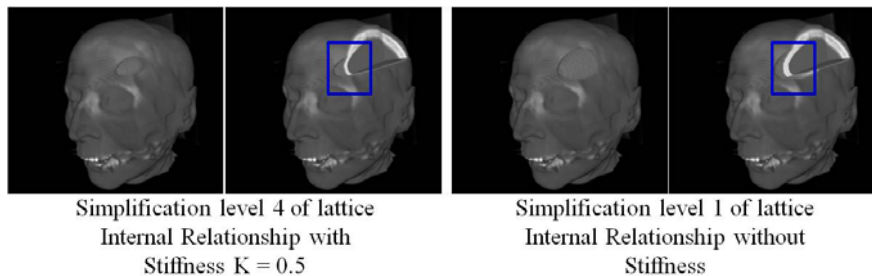 Simplification level 4 of lattice
Internal Relationship with
Stiffness K = 0.5
Simplification level 1 of lattice
Internal Relationship without
Stiffness